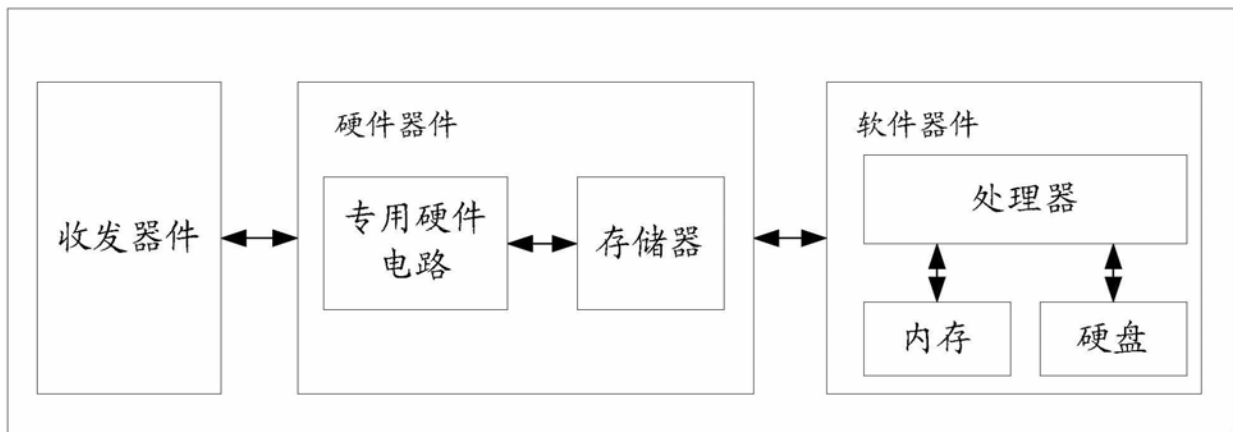 收发器件
硬件器件
专用硬件
电路
存储器
软件器件
处理器
内存
硬盘